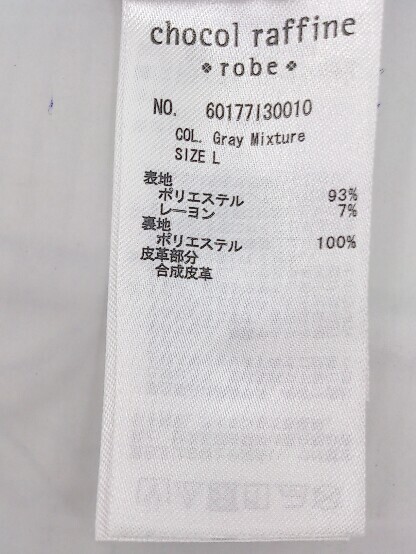 chocol raffine
robe
NO. 60177130010
COL. Gray Mixture
SIZE L
表地
ポリエステル 93%
レーヨン 7%
裏地
ポリエステル 100%
皮革部分
合成皮革